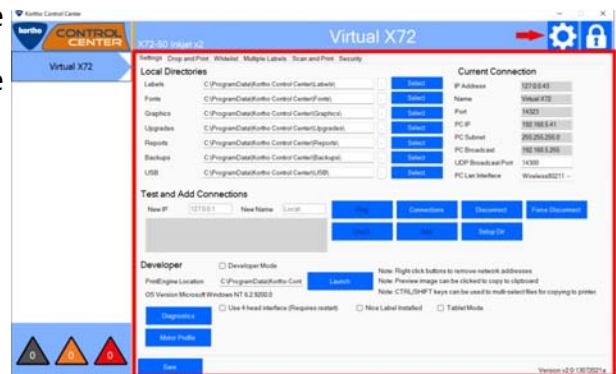 e
e
Kortho Control Center
kortho CONTROL CENTER
X72-50 Inkjet x2
Virtual X72
Virtual X72
Settings Drop and Print Whitelist Multiple Labels Scan and Print Security
Local Directories
Current Connection
Labels C:\ProgramData\Kortho Control Center\Labels\ Select
IP Address 127.0.0.43
Fonts C:\ProgramData\Kortho Control Center\Fonts\ Select
Name Virtual X72
Graphics C:\ProgramData\Kortho Control Center\Graphics\ Select
Port 14323
Upgrades C:\ProgramData\Kortho Control Center\Upgrades\ Select
PC IP 192.168.5.41
Reports C:\ProgramData\Kortho Control Center\Reports\ Select
PC Subnet 255.255.255.0
Backups C:\ProgramData\Kortho Control Center\Backups\ Select
PC Broadcast 192.168.5.255
USB C:\ProgramData\Kortho Control Center\USB\ Select
UDP Broadcast Port 14300
PC Lan Interface Wireless80211
Test and Add Connections
New IP 127.0.0.1 New Name Local Ping Connections Disconnect Force Disconnect
Check Add Setup Dir
Developer Developer Mode
Note: Right click buttons to remove network addresses
PrintEngine Location C:\ProgramData\Kortho Cont Launch
Note: Preview image can be clicked to copy to clipboard
OS Version Microsoft Windows NT 6.2.9200.0
Note: CTRL/SHIFT keys can be used to multi-select files for copying to printer.
Diagnostics Use 4 head interface (Requires restart) Nice Label Installed Tablet Mode
Motor Profile
0 0 0
Save
Version v2.0-13072021a